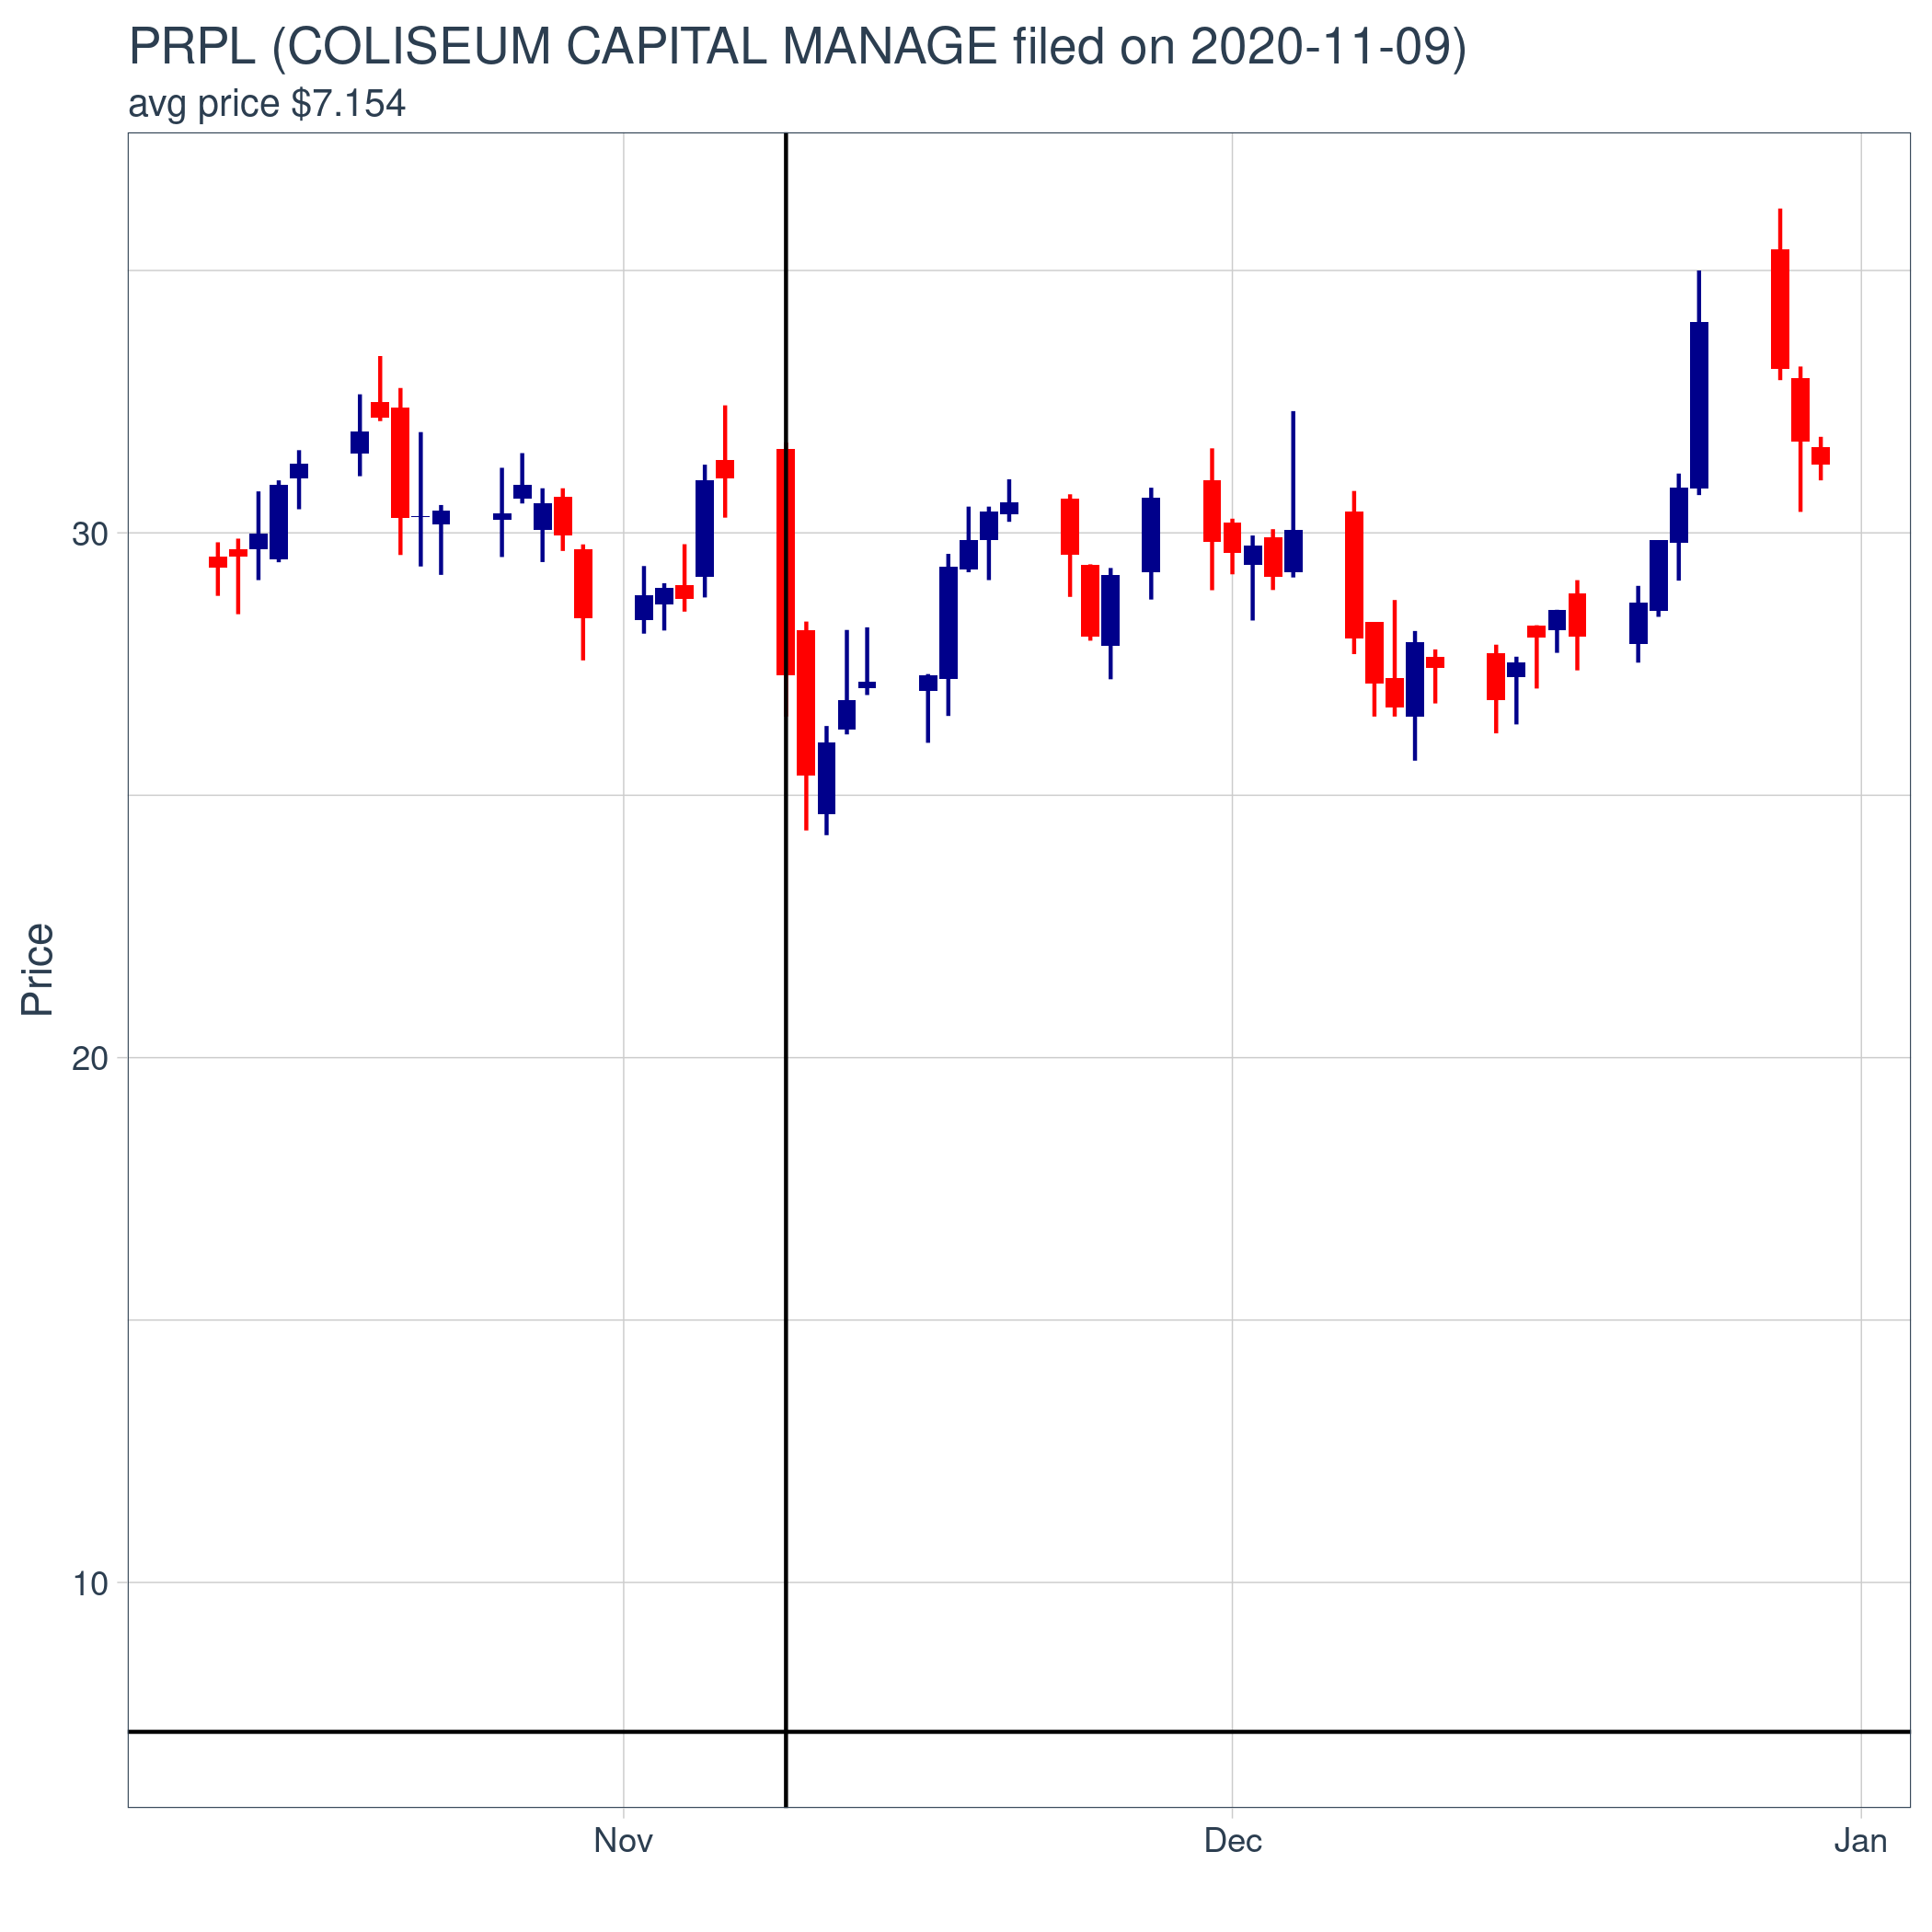 PRPL (COLISEUM CAPITAL MANAGE filed on 2020-11-09)
avg price $7.154
Price
30
20
10
Nov
Dec
Jan